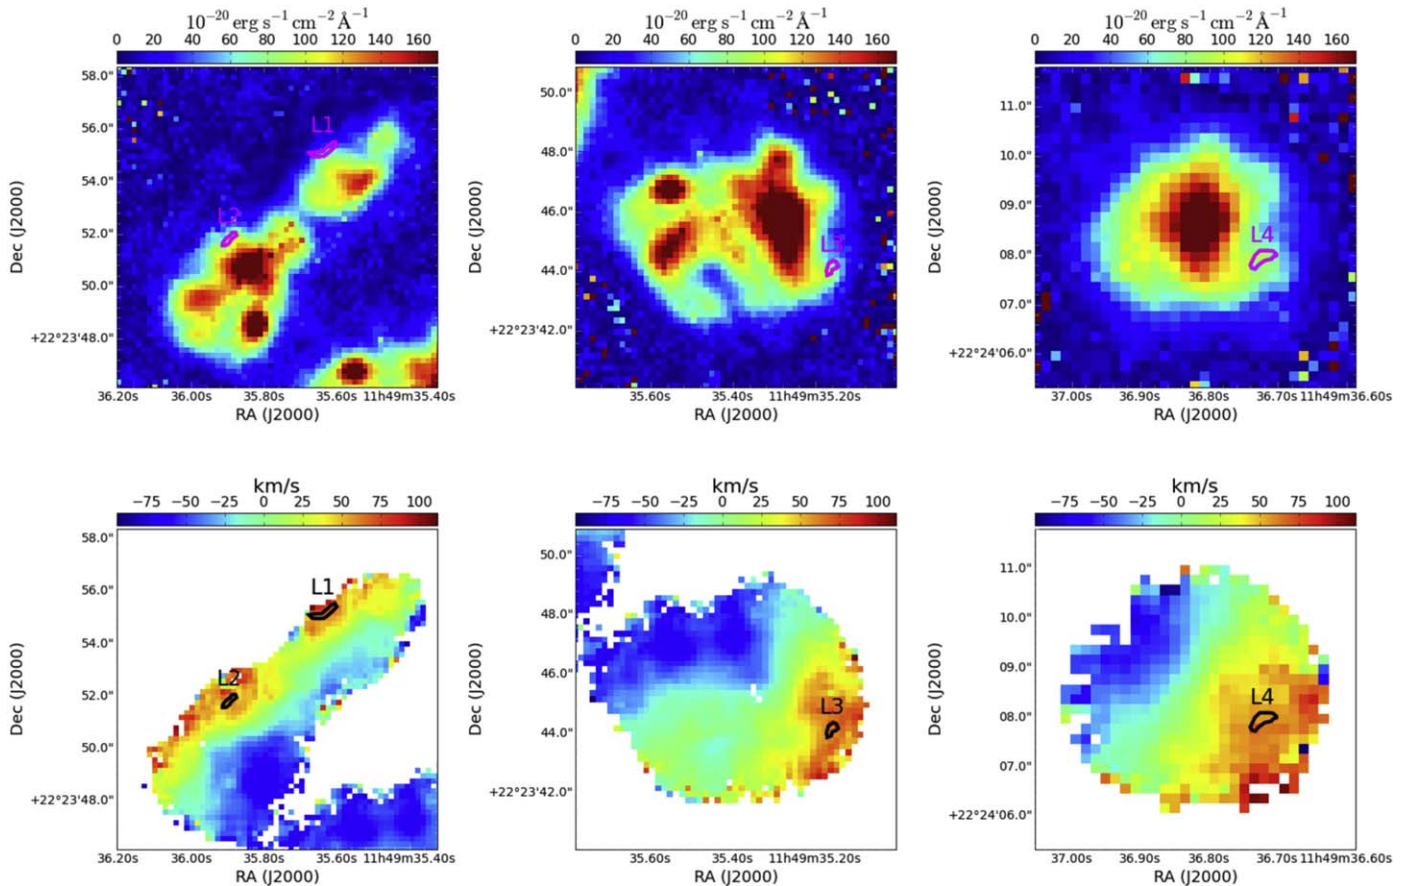 10⁻²⁰ erg s⁻¹ cm⁻² Å⁻¹
0 20 40 60 80 100 120 140 160
58.0"
56.0"
54.0"
52.0"
50.0"
+22°23'48.0"
Dec (J2000)
L1
L2
36.20s 36.00s 35.80s 35.60s 11h49m35.40s
RA (J2000)
10⁻²⁰ erg s⁻¹ cm⁻² Å⁻¹
0 20 40 60 80 100 120 140 160
50.0"
48.0"
46.0"
44.0"
+22°23'42.0"
Dec (J2000)
L3
35.60s 35.40s 11h49m35.20s
RA (J2000)
10⁻²⁰ erg s⁻¹ cm⁻² Å⁻¹
0 20 40 60 80 100 120 140 160
11.0"
10.0"
09.0"
08.0"
07.0"
+22°24'06.0"
Dec (J2000)
L4
37.00s 36.90s 36.80s 36.70s 11h49m36.60s
RA (J2000)
km/s
−75 −50 −25 0 25 50 75 100
58.0"
56.0"
54.0"
52.0"
50.0"
+22°23'48.0"
Dec (J2000)
L1
L2
36.20s 36.00s 35.80s 35.60s 11h49m35.40s
RA (J2000)
km/s
−75 −50 −25 0 25 50 75 100
50.0"
48.0"
46.0"
44.0"
+22°23'42.0"
Dec (J2000)
L3
35.60s 35.40s 11h49m35.20s
RA (J2000)
km/s
−75 −50 −25 0 25 50 75 100
11.0"
10.0"
09.0"
08.0"
07.0"
+22°24'06.0"
Dec (J2000)
L4
37.00s 36.90s 36.80s 36.70s 11h49m36.60s
RA (J2000)